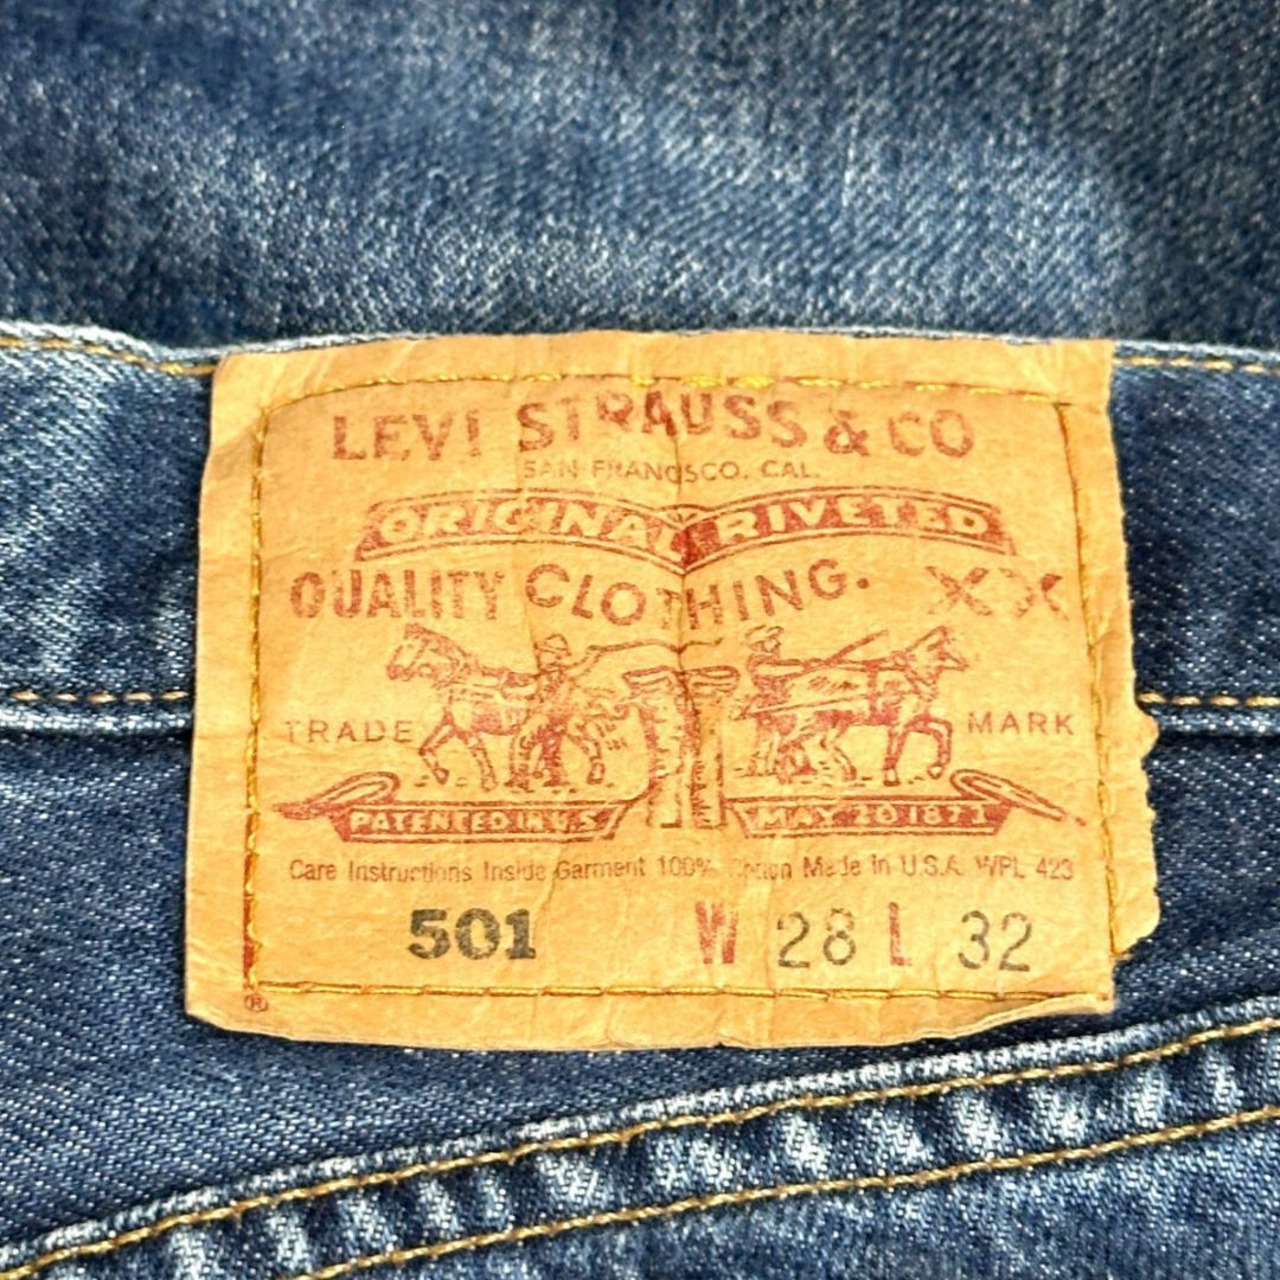 LEVI STRAUSS & CO
SAN FRANCISCO. CAL.
ORIGINAL RIVETED
QUALITY CLOTHING. XX
TRADE MARK
PATENTED IN U.S. MAY 20 1873
Care Instructions Inside Garment 100% Cotton Made in U.S.A. WPL 423
501 W 28 L 32
®